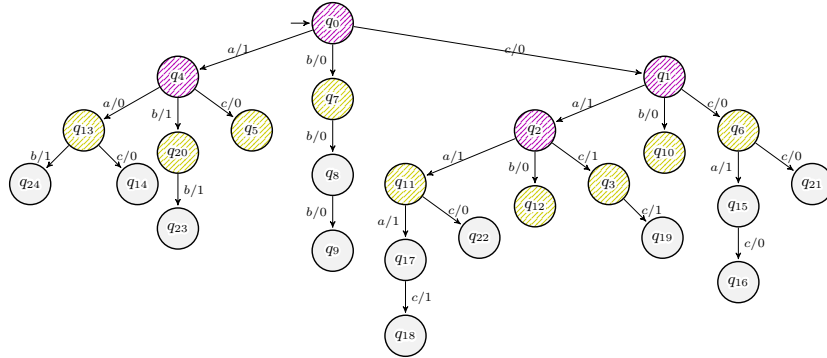 q0
a/1 b/0 c/0
q4 q1
q7
a/0 b/1 c/0 b/0 a/1 b/0 c/0
q13 q5 q2 q6
q20 q10
b/1 c/0 a/1 b/0 c/1 a/1 c/0
q24 q14 q8 q11 q3 q21
b/1 q12 q15
q23 b/0 a/1 c/0 c/1
q9 q22 q19 c/0
q17
q16
c/1
q18